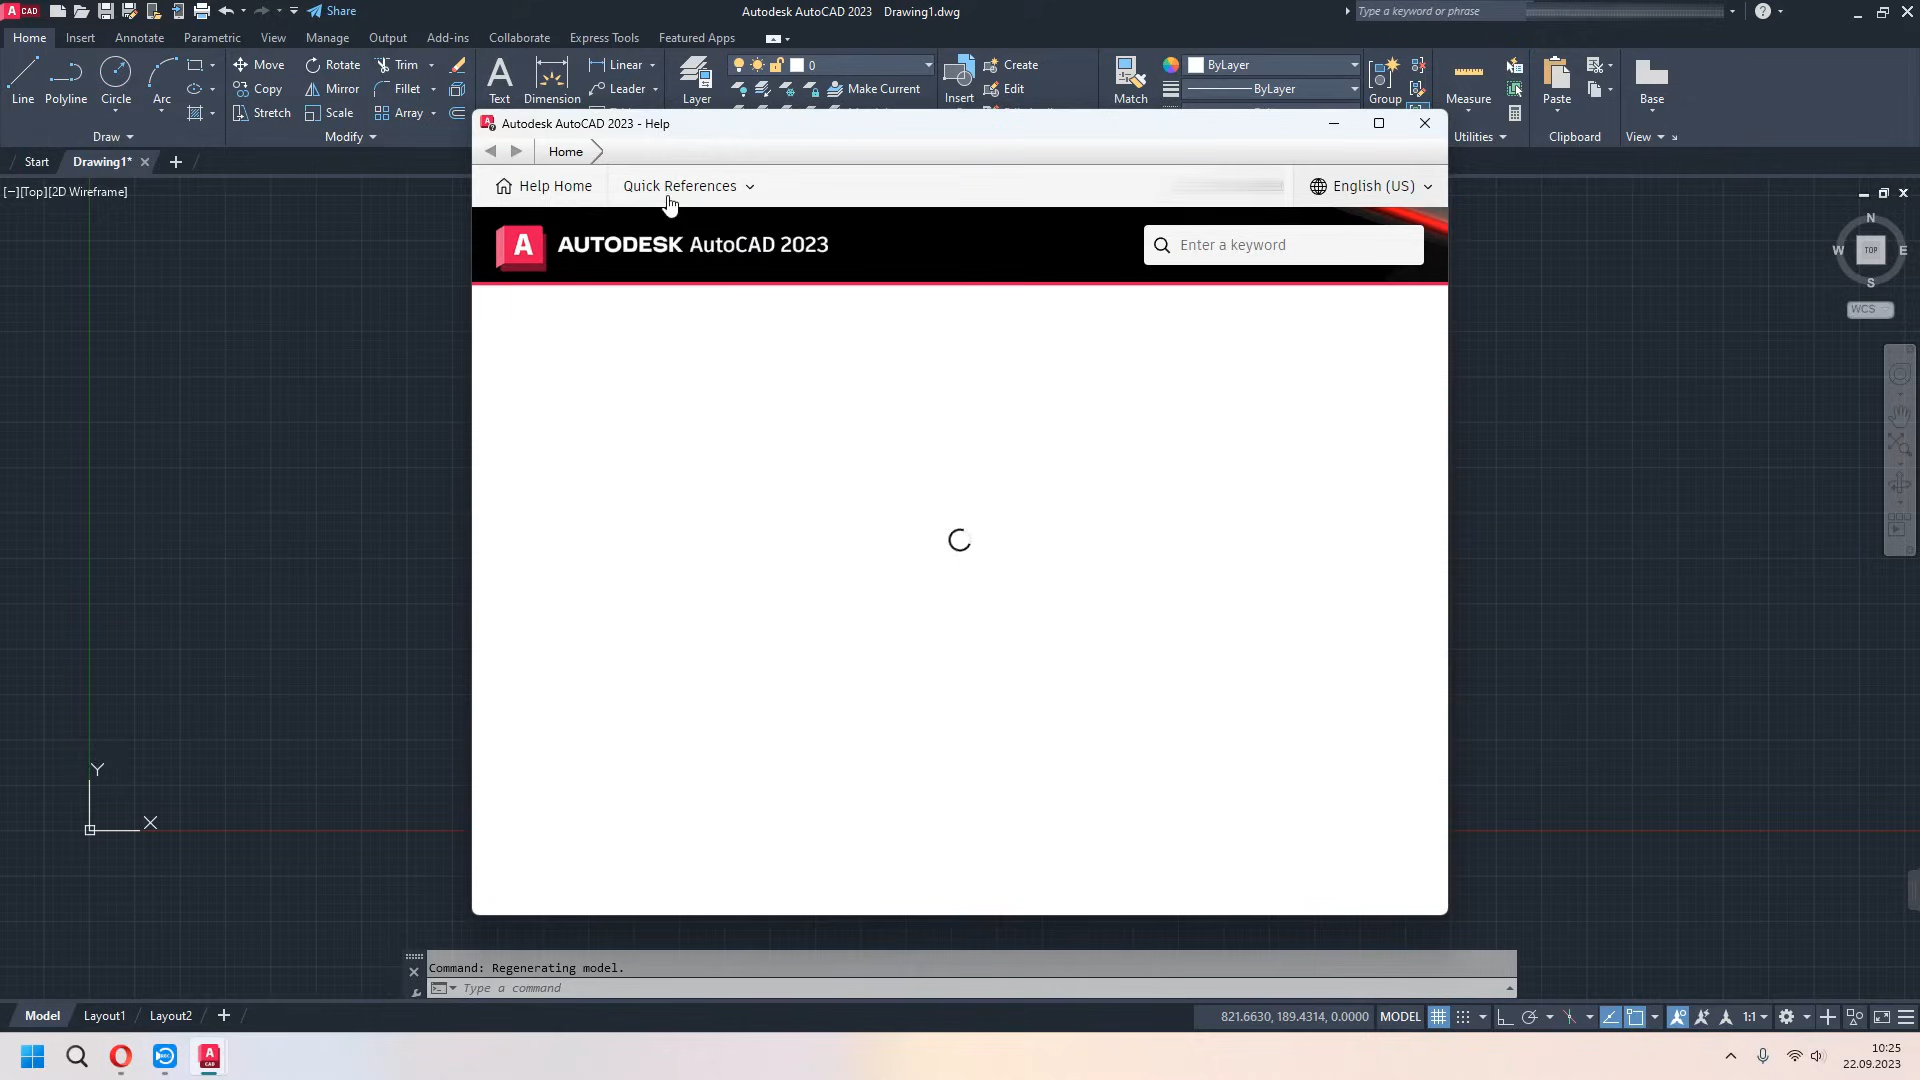 A CAD
Share
Autodesk AutoCAD 2023 Drawing1.dwg
Type a keyword or phrase
Home Insert Annotate Parametric View Manage Output Add-ins Collaborate Express Tools Featured Apps
Line
Polyline
Circle
Arc
Draw
Move
Copy
Stretch
Rotate
Mirror
Scale
Trim
Fillet
Array
Modify
Text
Dimension
Linear
Leader
Layer
0
Make Current
Insert
Create
Edit
Match
ByLayer
ByLayer
Group
Measure
Utilities
Paste
Clipboard
Base
View
Start
Drawing1*
[−][Top][2D Wireframe]
Autodesk AutoCAD 2023 - Help
Home
Help Home
Quick References
English (US)
A AUTODESK AutoCAD 2023
Enter a keyword
N
W TOP E
S
WCS
Y
X
Command: Regenerating model.
Type a command
Model Layout1 Layout2
821.6630, 189.4314, 0.0000 MODEL
1:1
10:25
22.09.2023